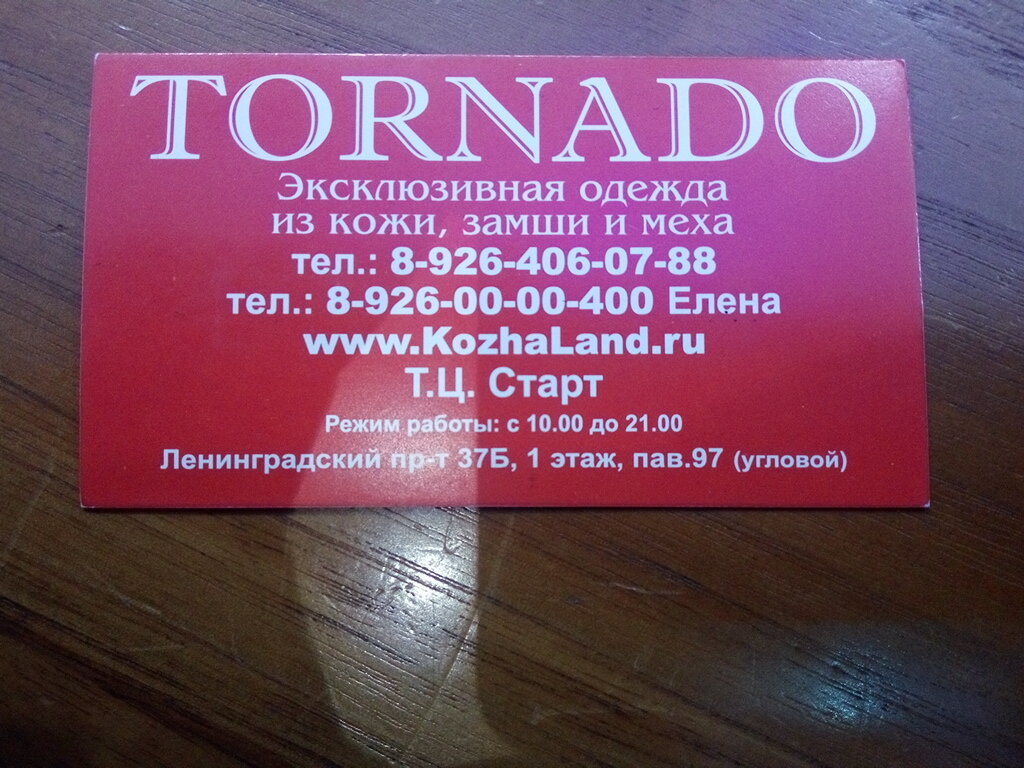 TORNADO
Эксклюзивная одежда
из кожи, замши и меха
тел.: 8-926-406-07-88
тел.: 8-926-00-00-400 Елена
www.KozhaLand.ru
Т.Ц. Старт
Режим работы: с 10.00 до 21.00
Ленинградский пр-т 37Б, 1 этаж, пав.97 (угловой)